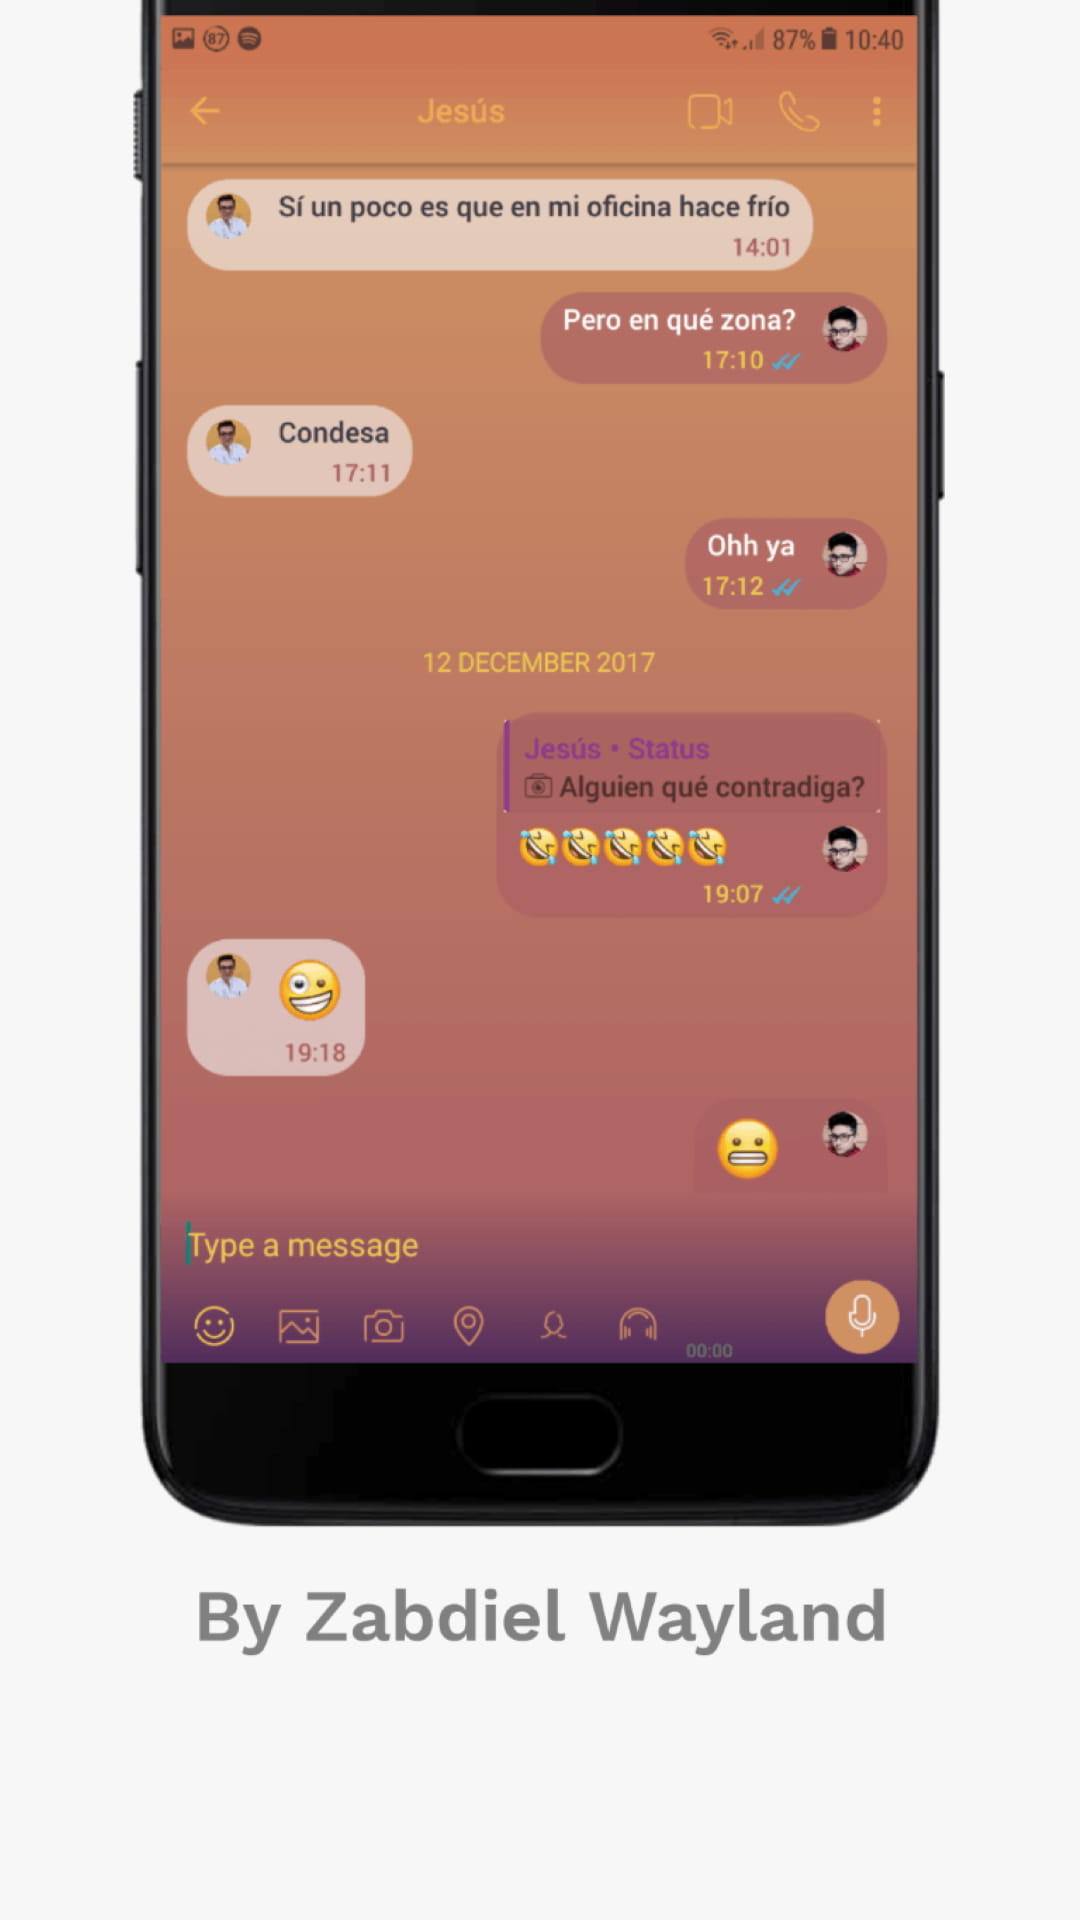 87 87% 10:40
Jesús
Sí un poco es que en mi oficina hace frío
14:01
Pero en qué zona?
17:10
Condesa
17:11
Ohh ya
17:12
12 DECEMBER 2017
Jesús • Status
Alguien qué contradiga?
19:07
19:18
Type a message
00:00
By Zabdiel Wayland